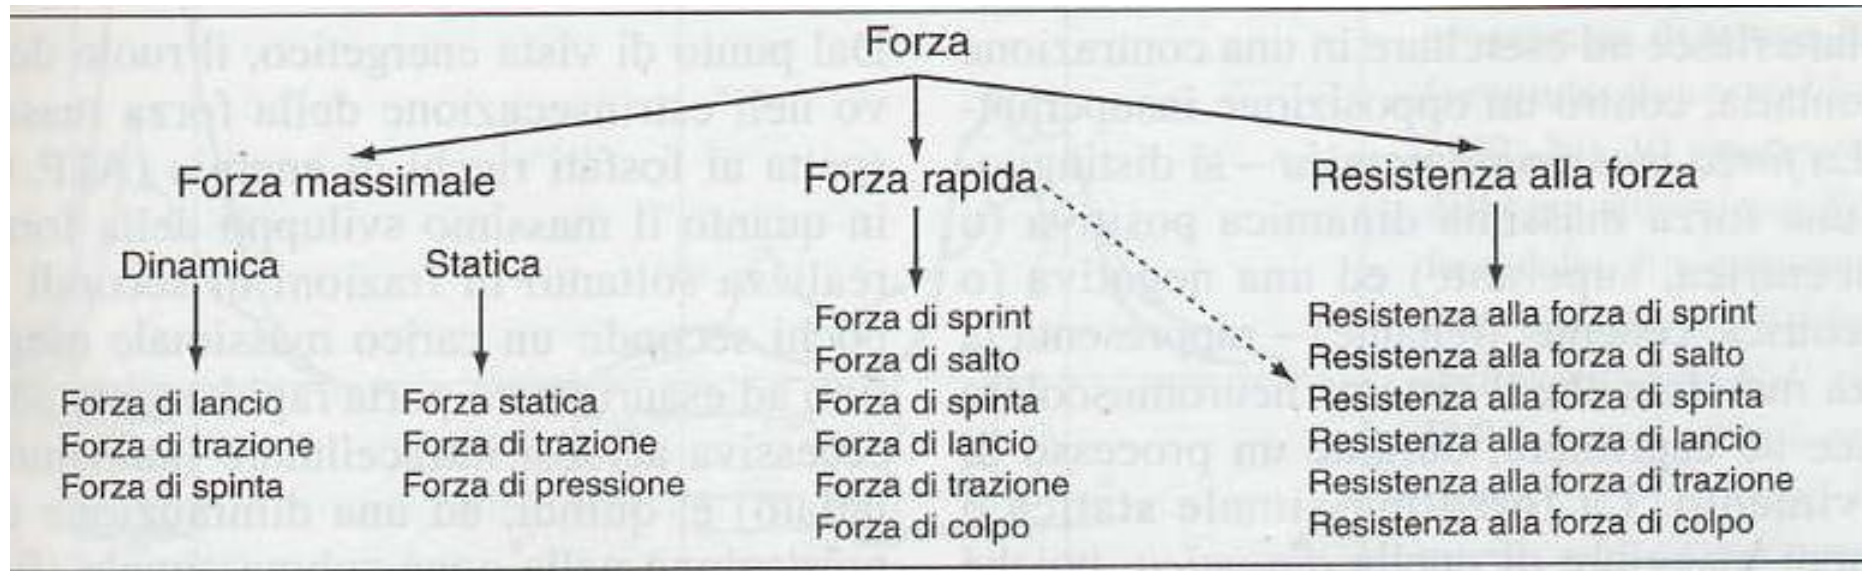 Forza
Forza massimale
Forza rapida
Resistenza alla forza
Dinamica
Statica
Forza di lancio
Forza di trazione
Forza di spinta
Forza statica
Forza di trazione
Forza di pressione
Forza di sprint
Forza di salto
Forza di spinta
Forza di lancio
Forza di trazione
Forza di colpo
Resistenza alla forza di sprint
Resistenza alla forza di salto
Resistenza alla forza di spinta
Resistenza alla forza di lancio
Resistenza alla forza di trazione
Resistenza alla forza di colpo